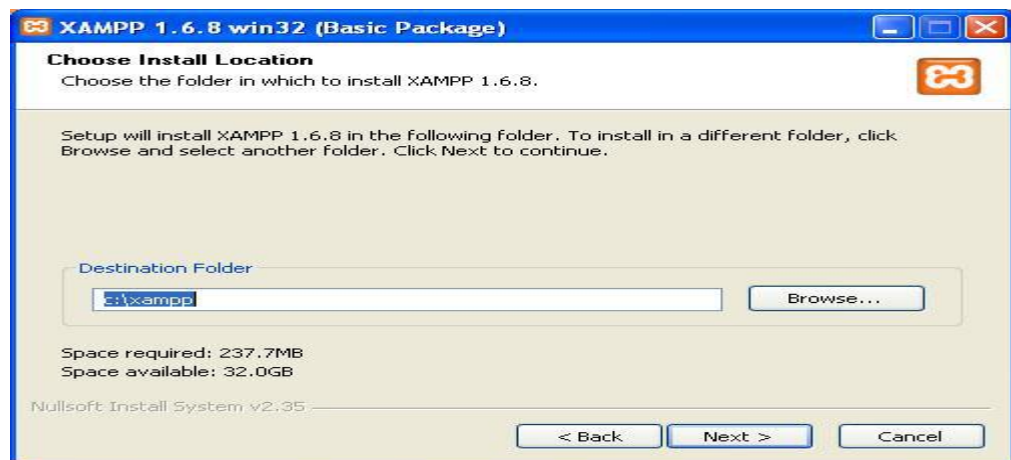 XAMPP 1.6.8 win32 (Basic Package)
Choose Install Location
Choose the folder in which to install XAMPP 1.6.8.
Setup will install XAMPP 1.6.8 in the following folder. To install in a different folder, click
Browse and select another folder. Click Next to continue.
Destination Folder
c:\xampp
Browse...
Space required: 237.7MB
Space available: 32.0GB
Nullsoft Install System v2.35
< Back Next > Cancel